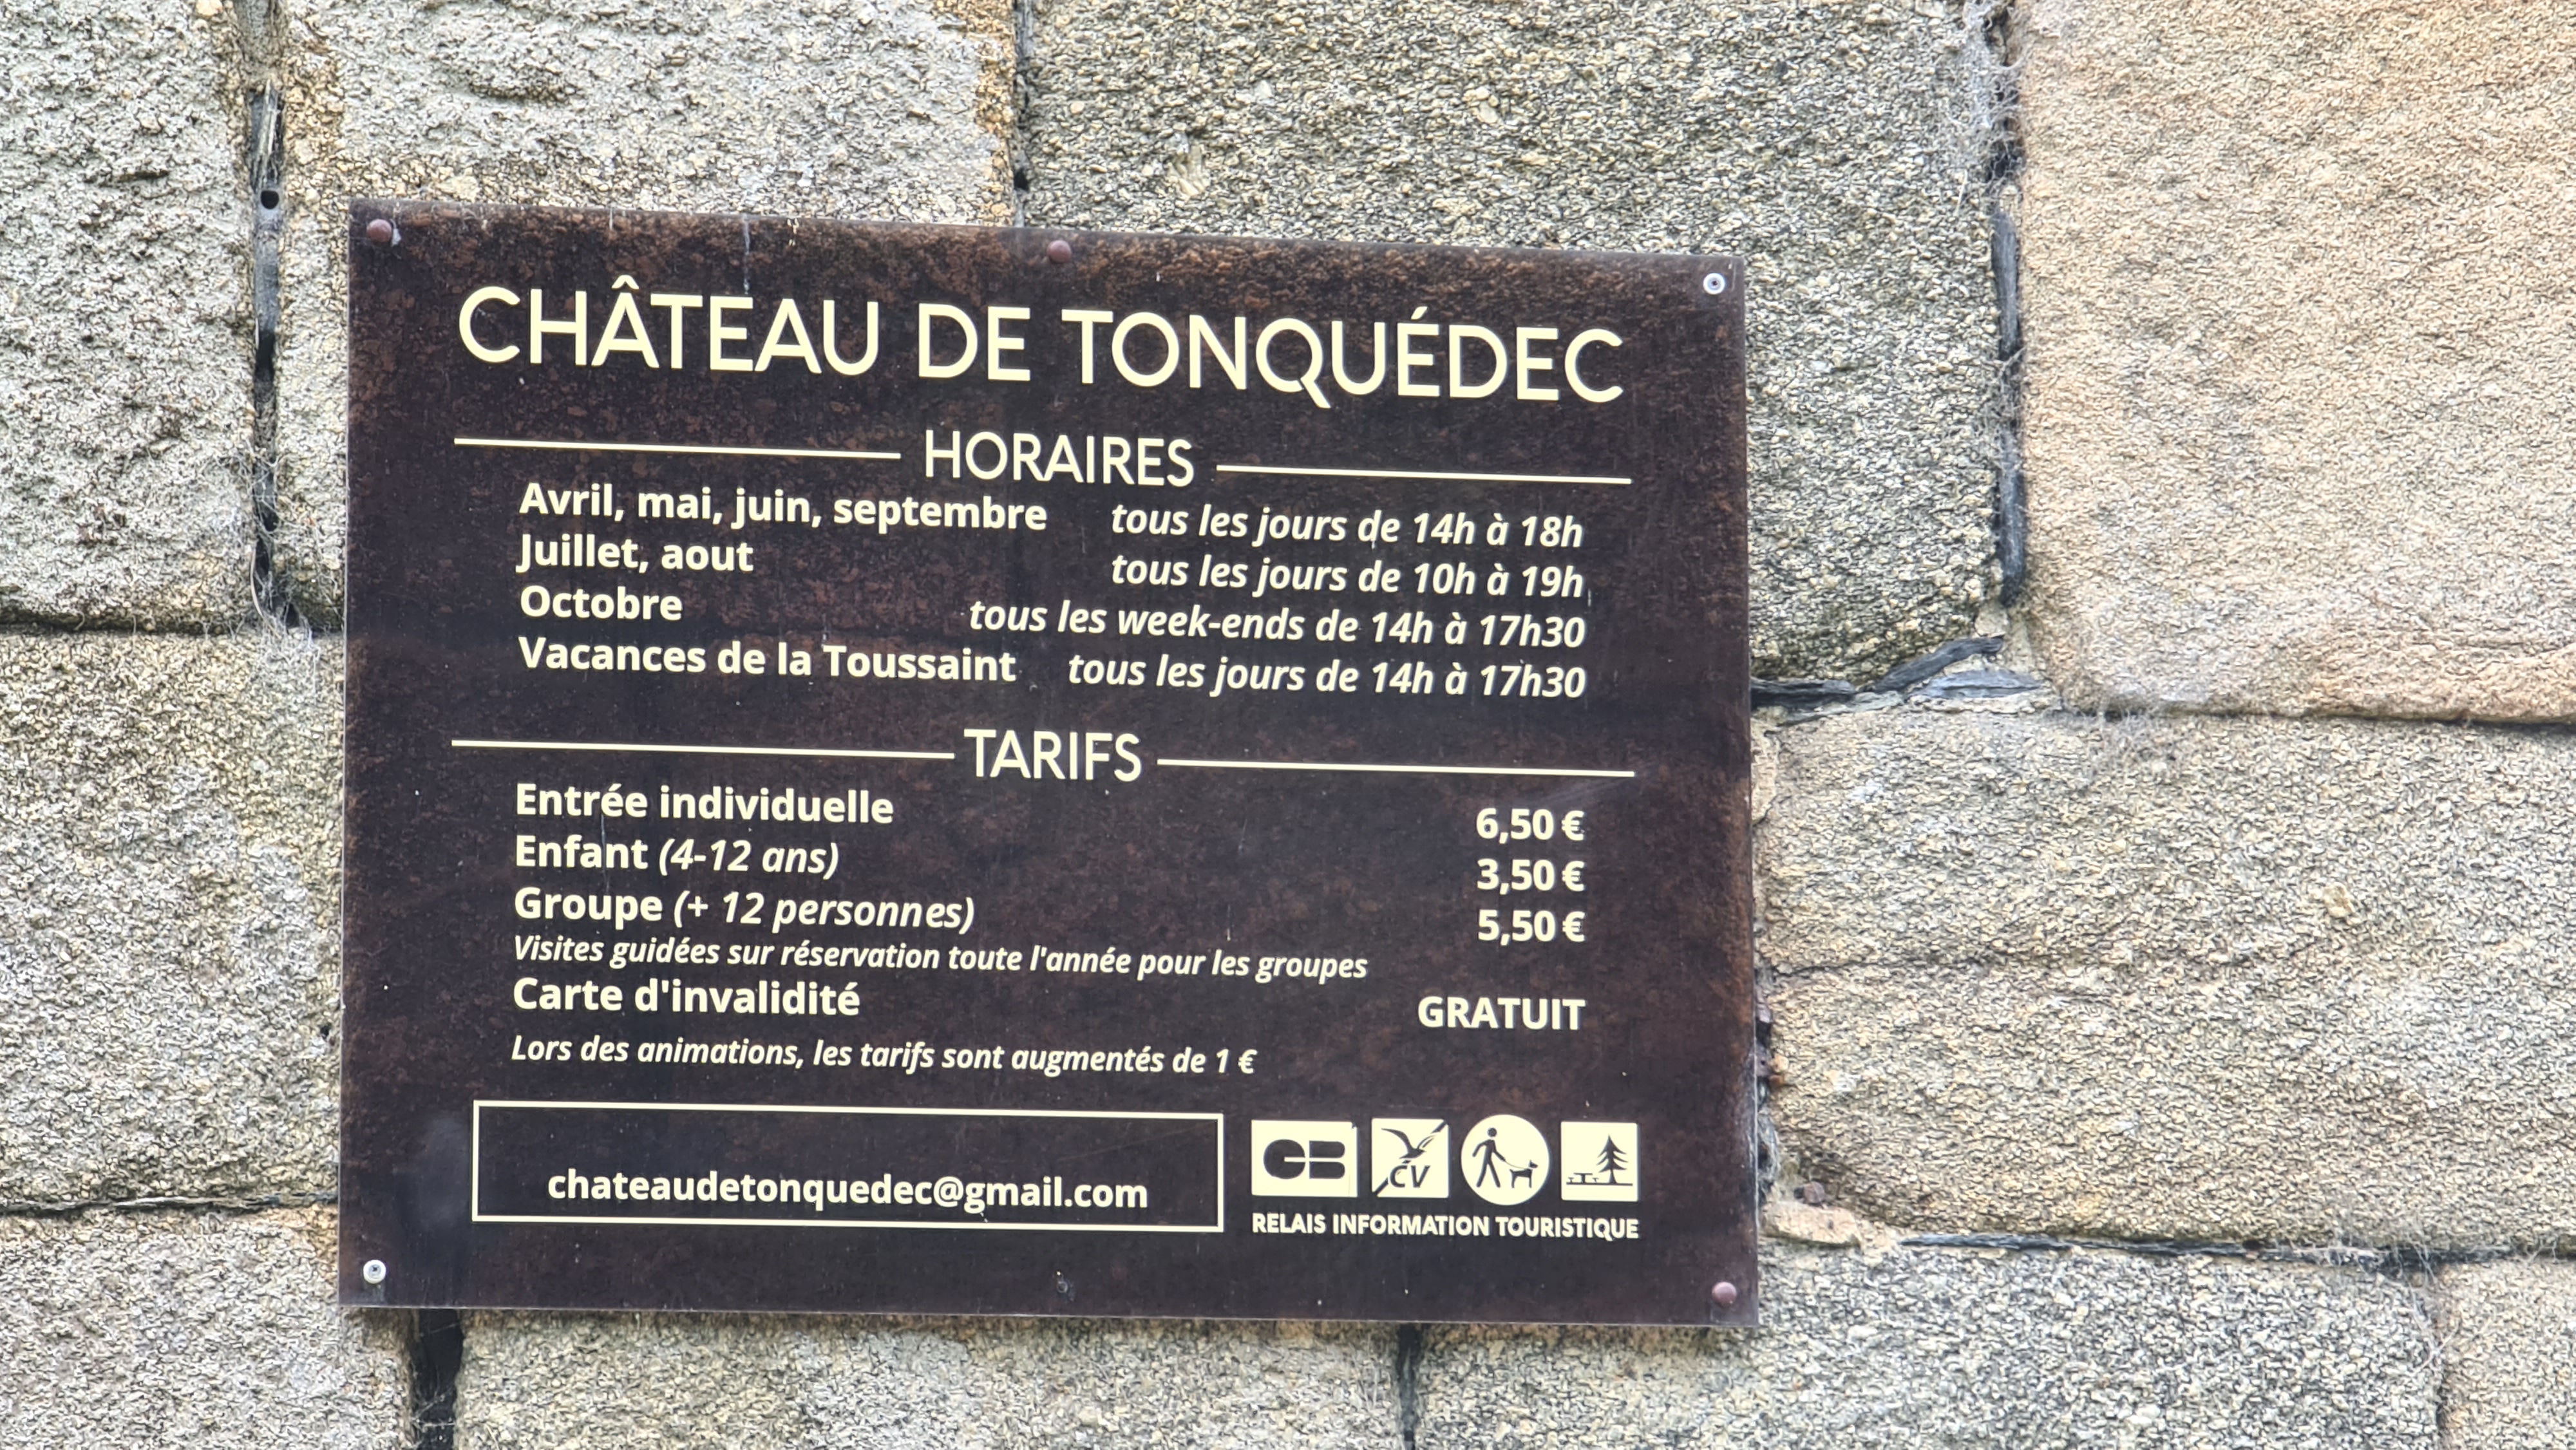 CHÂTEAU DE TONQUÉDEC
HORAIRES
Avril, mai, juin, septembre tous les jours de 14h à 18h
Juillet, aout tous les jours de 10h à 19h
Octobre tous les week-ends de 14h à 17h30
Vacances de la Toussaint tous les jours de 14h à 17h30
TARIFS
Entrée individuelle 6,50 €
Enfant (4-12 ans) 3,50 €
Groupe (+ 12 personnes) 5,50 €
Visites guidées sur réservation toute l'année pour les groupes
Carte d'invalidité GRATUIT
Lors des animations, les tarifs sont augmentés de 1 €
chateaudetonquedec@gmail.com
CB CV
RELAIS INFORMATION TOURISTIQUE